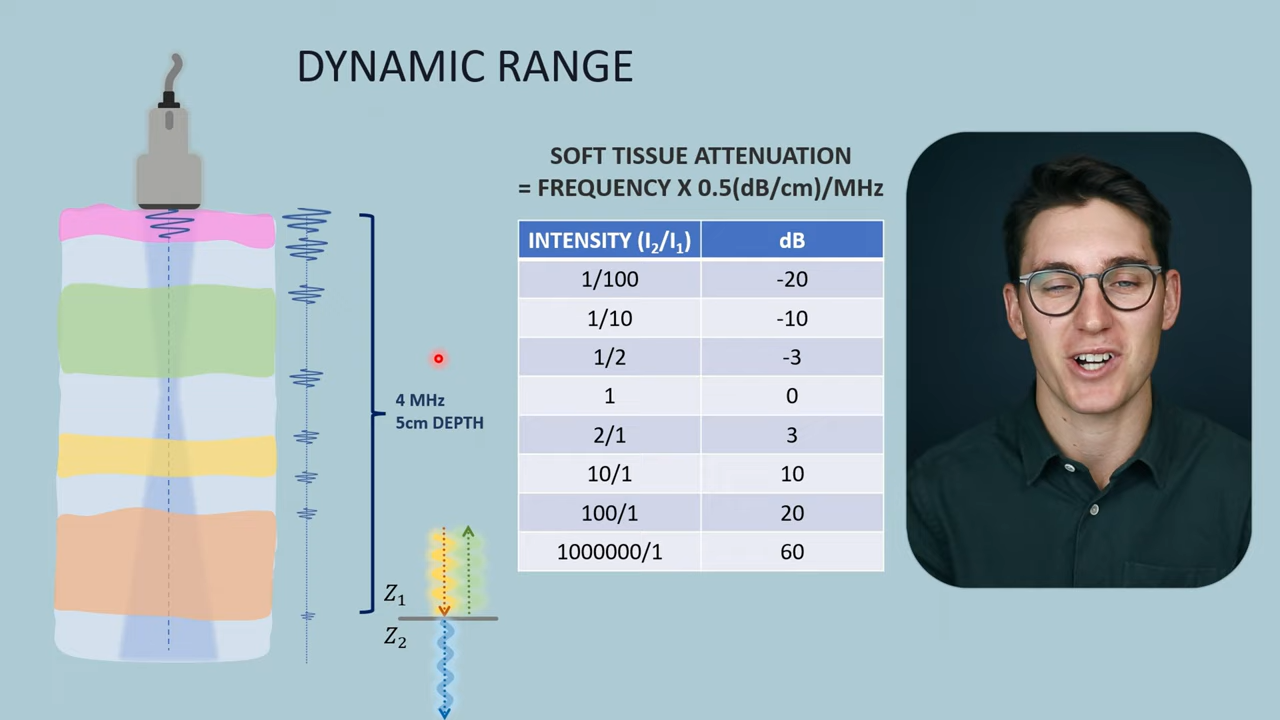 DYNAMIC RANGE
SOFT TISSUE ATTENUATION
= FREQUENCY X 0.5(dB/cm)/MHz
INTENSITY (I₂/I₁) dB
1/100 -20
1/10 -10
1/2 -3
1 0
2/1 3
10/1 10
100/1 20
1000000/1 60
4 MHz
5cm DEPTH
Z₁
Z₂